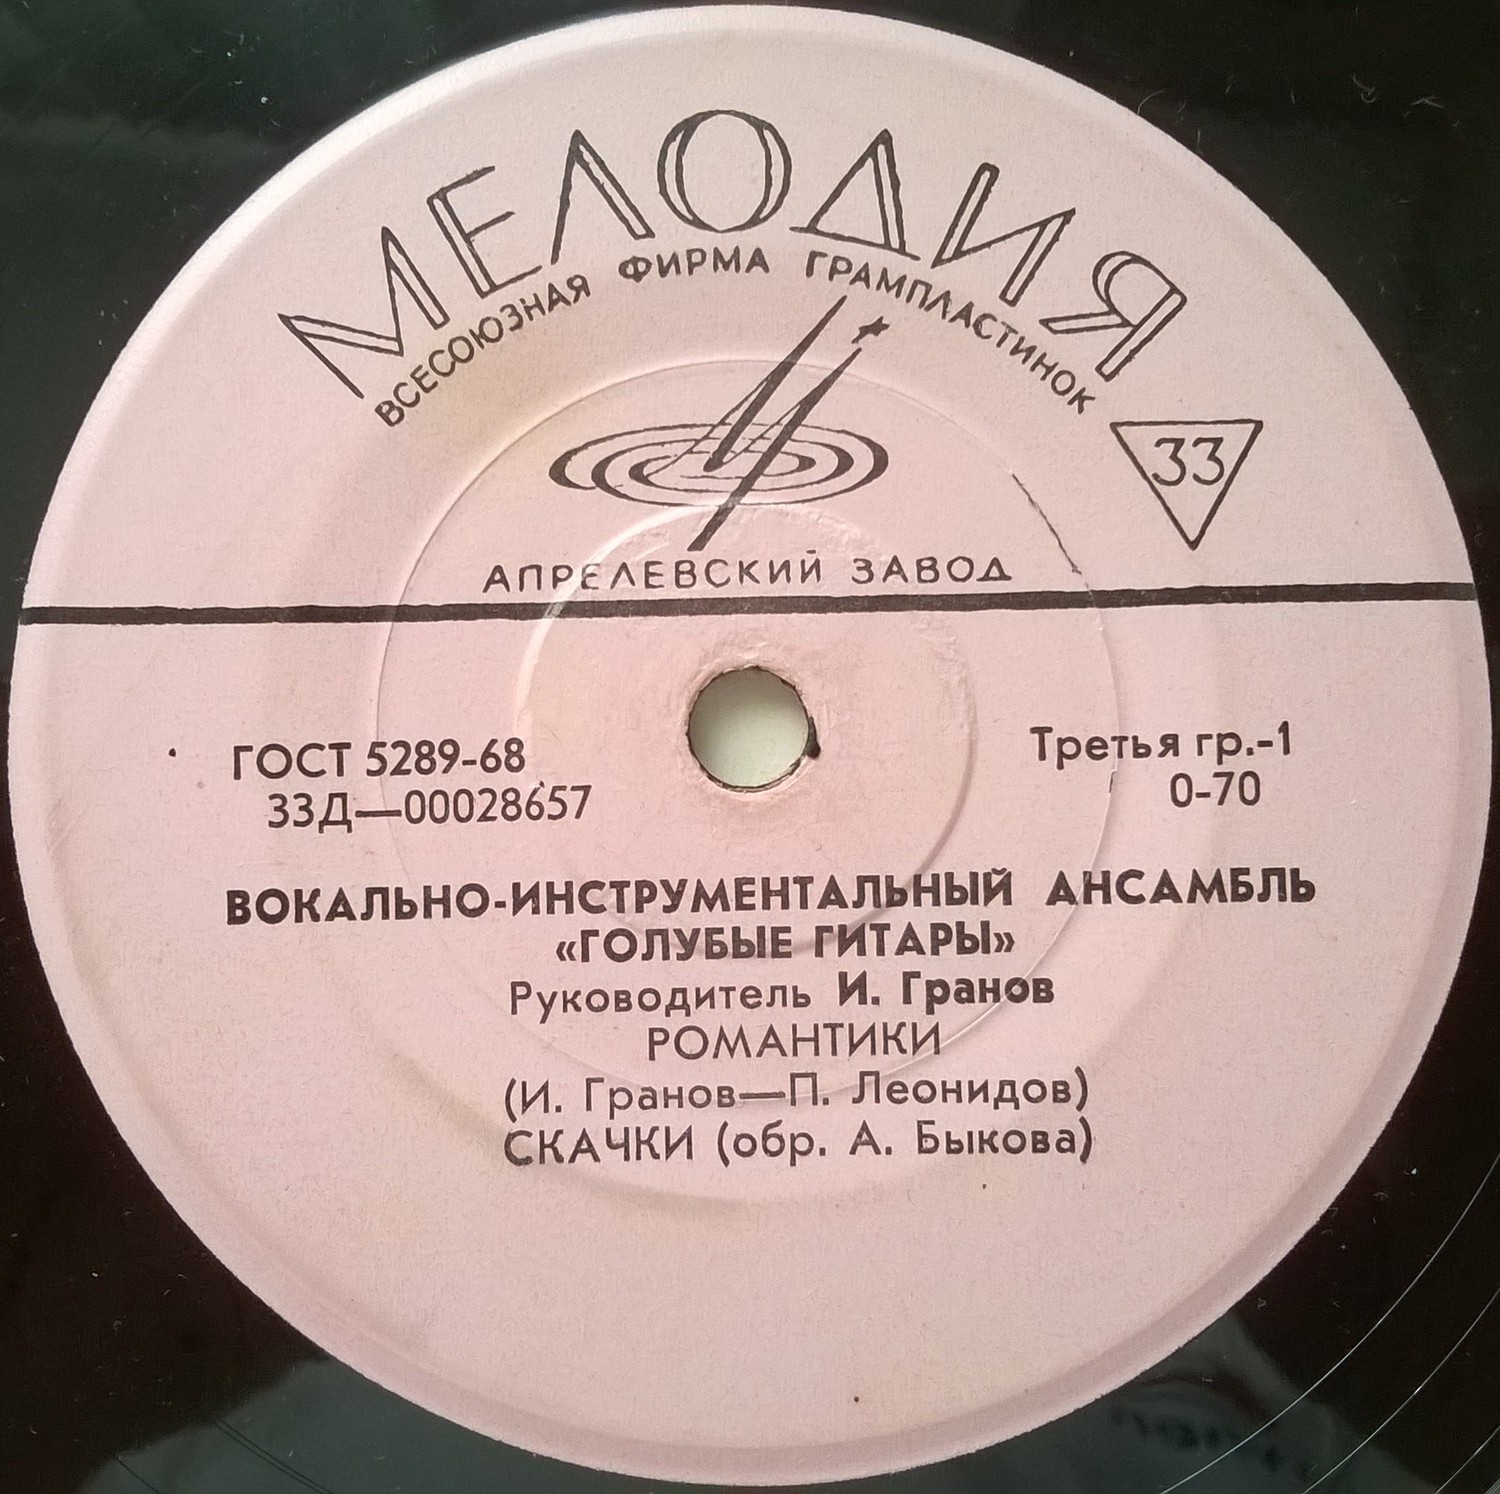 МЕЛОДИЯ
ВСЕСОЮЗНАЯ ФИРМА ГРАМПЛАСТИНОК
33
АПРЕЛЕВСКИЙ ЗАВОД
ГОСТ 5289-68
33Д—00028657
Третья гр.-1
0-70
ВОКАЛЬНО-ИНСТРУМЕНТАЛЬНЫЙ АНСАМБЛЬ
«ГОЛУБЫЕ ГИТАРЫ»
Руководитель И. Гранов
РОМАНТИКИ
(И. Гранов—П. Леонидов)
СКАЧКИ (обр. А. Быкова)